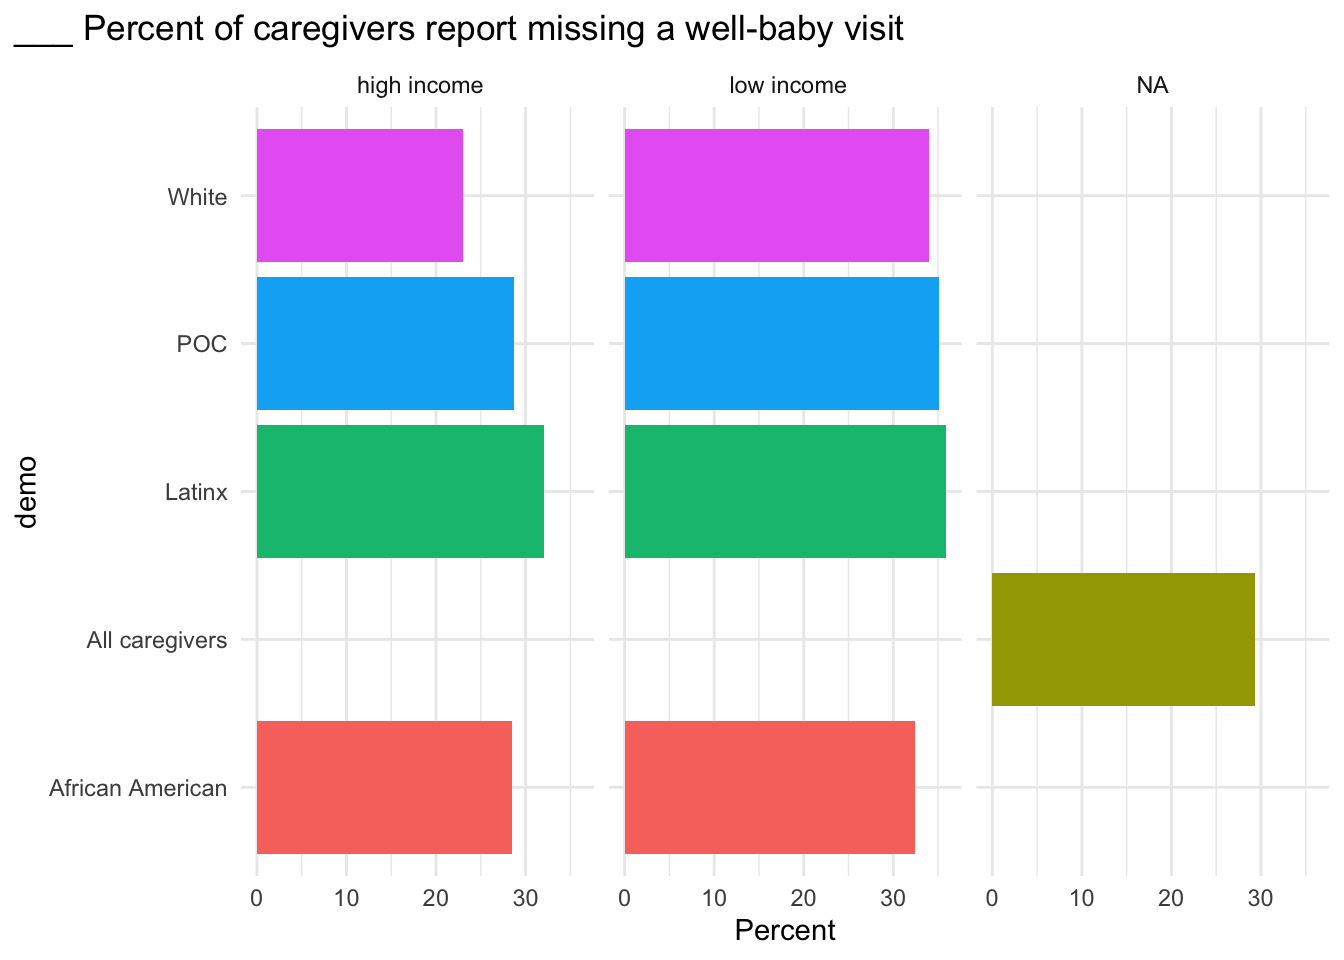 ___ Percent of caregivers report missing a well-baby visit
high income
low income
NA
White
POC
Latinx
All caregivers
African American
demo
0 10 20 30 0 10 20 30 0 10 20 30
Percent